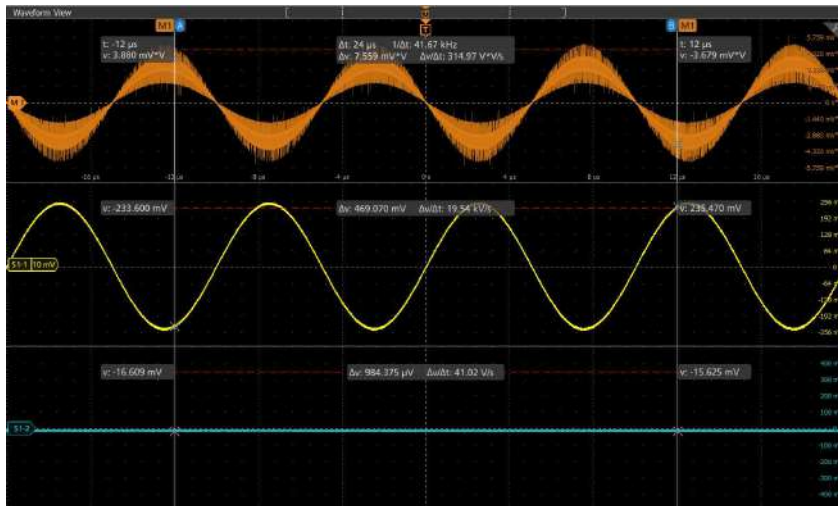 Waveform View
M1 A
B M1
t: -12 µs
v: 3.880 mV*V
Δt: 24 µs 1/Δt: 41.67 kHz
Δv: 7.559 mV*V Δv/Δt: 314.97 V*V/s
t: 12 µs
v: -3.679 mV*V
M1
-10 µs -12 µs -8 µs -4 µs 0 s 4 µs 8 µs 12 µs 16 µs
v: -233.600 mV
Δv: 469.070 mV Δv/Δt: 19.54 kV/s
v: 235.470 mV
S1-1 10 mV
v: -16.609 mV
Δv: 984.375 µV Δv/Δt: 41.02 V/s
v: -15.625 mV
S1-2